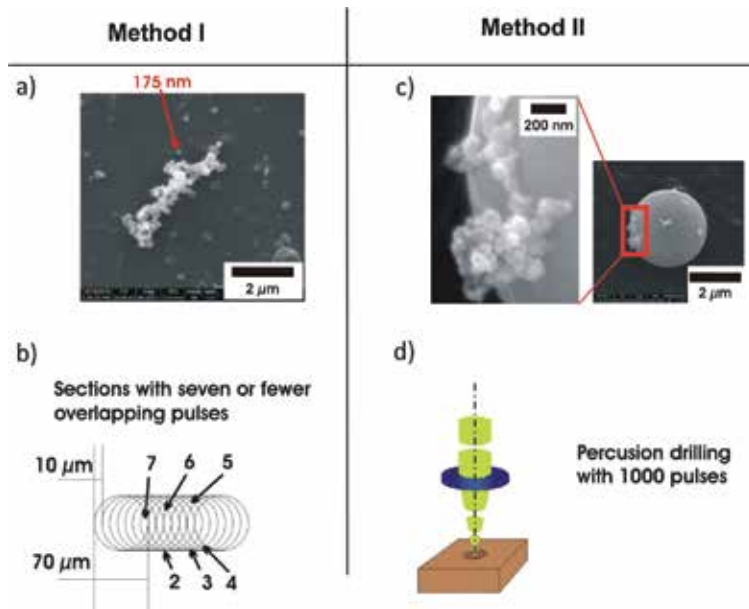 Method I
Method II
a)
175 nm
2 µm
c)
200 nm
2 µm
b)
Sections with seven or fewer
overlapping pulses
10 µm
7
6
5
70 µm
2
3
4
d)
Percusion drilling
with 1000 pulses